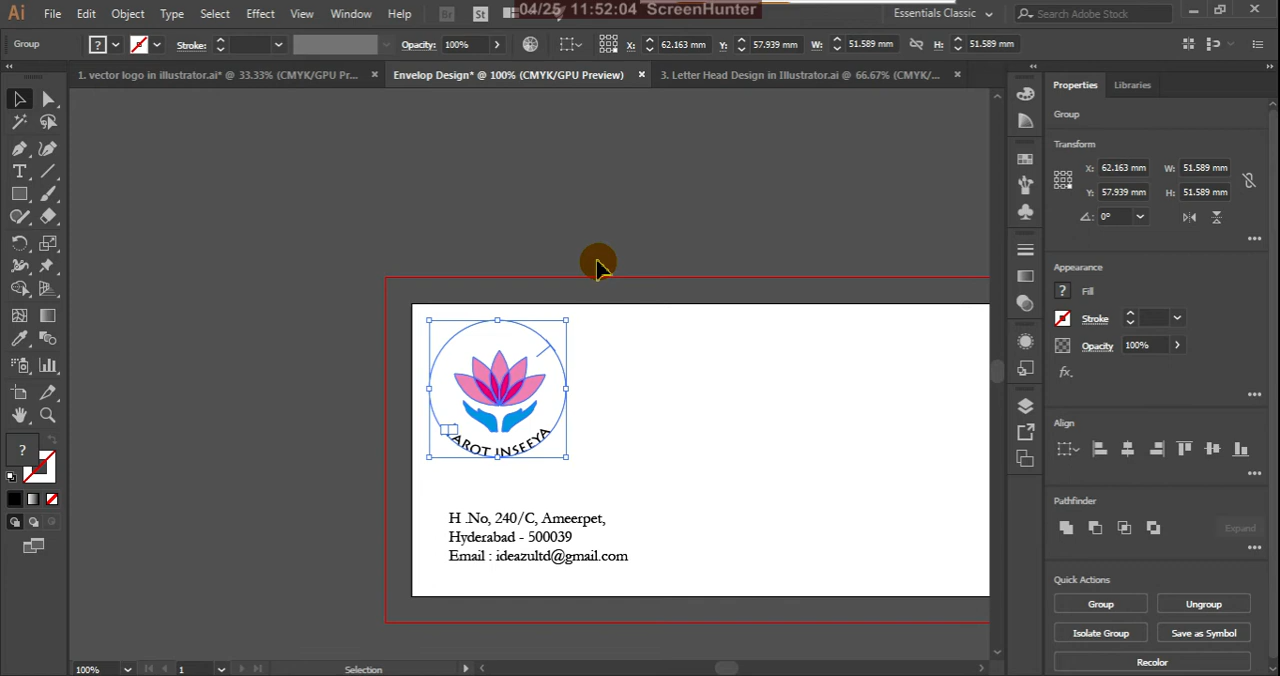 04/25 11:52:04 ScreenHunter
Ai File Edit Object Type Select Effect View Window Help Br St Essentials Classic Search Adobe Stock
Group ? Stroke: Opacity: 100% X: 62.163 mm Y: 57.939 mm W: 51.589 mm H: 51.589 mm
1. vector logo in illustrator.ai* @ 33.33% (CMYK/GPU Pr... × Envelop Design* @ 100% (CMYK/GPU Preview) × 3. Letter Head Design in Illustrator.ai @ 66.67% (CMYK/... ×
Properties Libraries
Group
Transform
X: 62.163 mm W: 51.589 mm
Y: 57.939 mm H: 51.589 mm
0°
Appearance
? Fill
Stroke
Opacity 100%
fx.
Align
Pathfinder
Expand
Quick Actions
Group Ungroup
Isolate Group Save as Symbol
Recolor
AROT INSEEYA
H .No, 240/C, Ameerpet,
Hyderabad - 500039
Email : ideazultd@gmail.com
?
100% 1 Selection